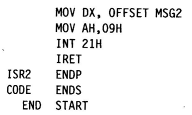 MOV DX, OFFSET MSG2
MOV AH,09H
INT 21H
IRET
ISR2 ENDP
CODE ENDS
END START